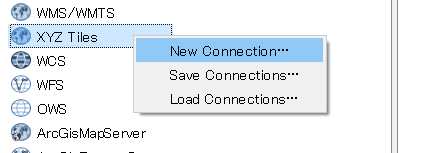 WMS/WMTS
XYZ Tiles
New Connection…
Save Connections…
Load Connections…
WCS
WFS
OWS
ArcGisMapServer